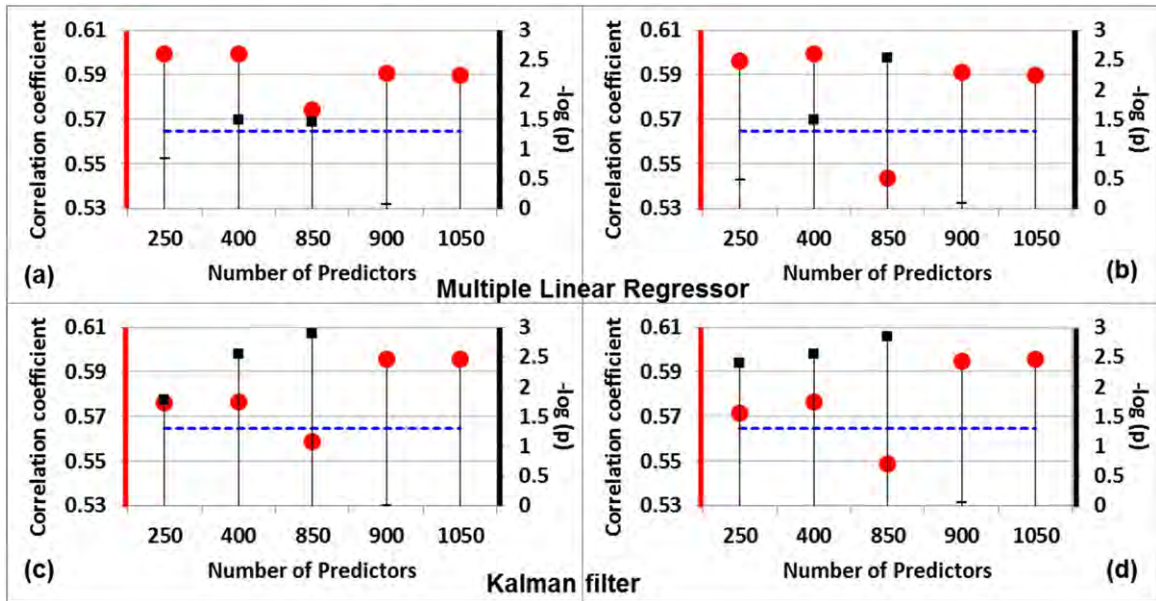 0.61
0.59
0.57
0.55
0.53
Correlation coefficient
3
2.5
2
1.5
1
0.5
0
-log (p)
250 400 850 900 1050
Number of Predictors
(a)
0.61
0.59
0.57
0.55
0.53
Correlation coefficient
3
2.5
2
1.5
1
0.5
0
-log (p)
250 400 850 900 1050
Number of Predictors
(b)
Multiple Linear Regressor
0.61
0.59
0.57
0.55
0.53
Correlation coefficient
3
2.5
2
1.5
1
0.5
0
-log (p)
250 400 850 900 1050
Number of Predictors
(c)
0.61
0.59
0.57
0.55
0.53
Correlation coefficient
3
2.5
2
1.5
1
0.5
0
-log (p)
250 400 850 900 1050
Number of Predictors
(d)
Kalman filter